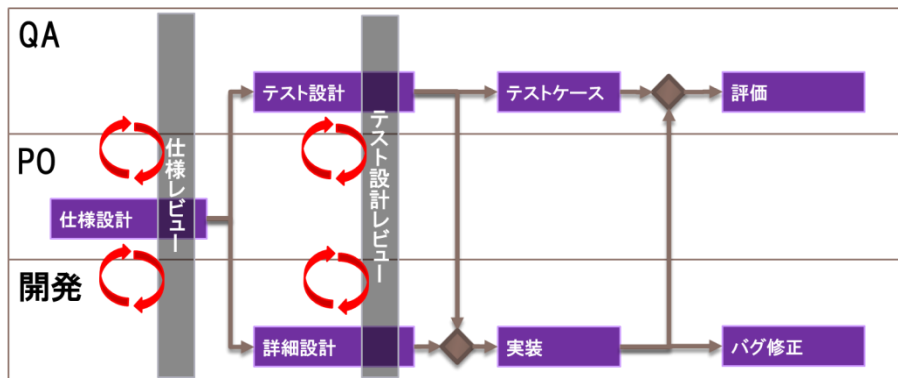 QA
テスト設計
テストケース
評価
PO
仕様設計
仕様レビュー
テスト設計レビュー
開発
詳細設計
実装
バグ修正